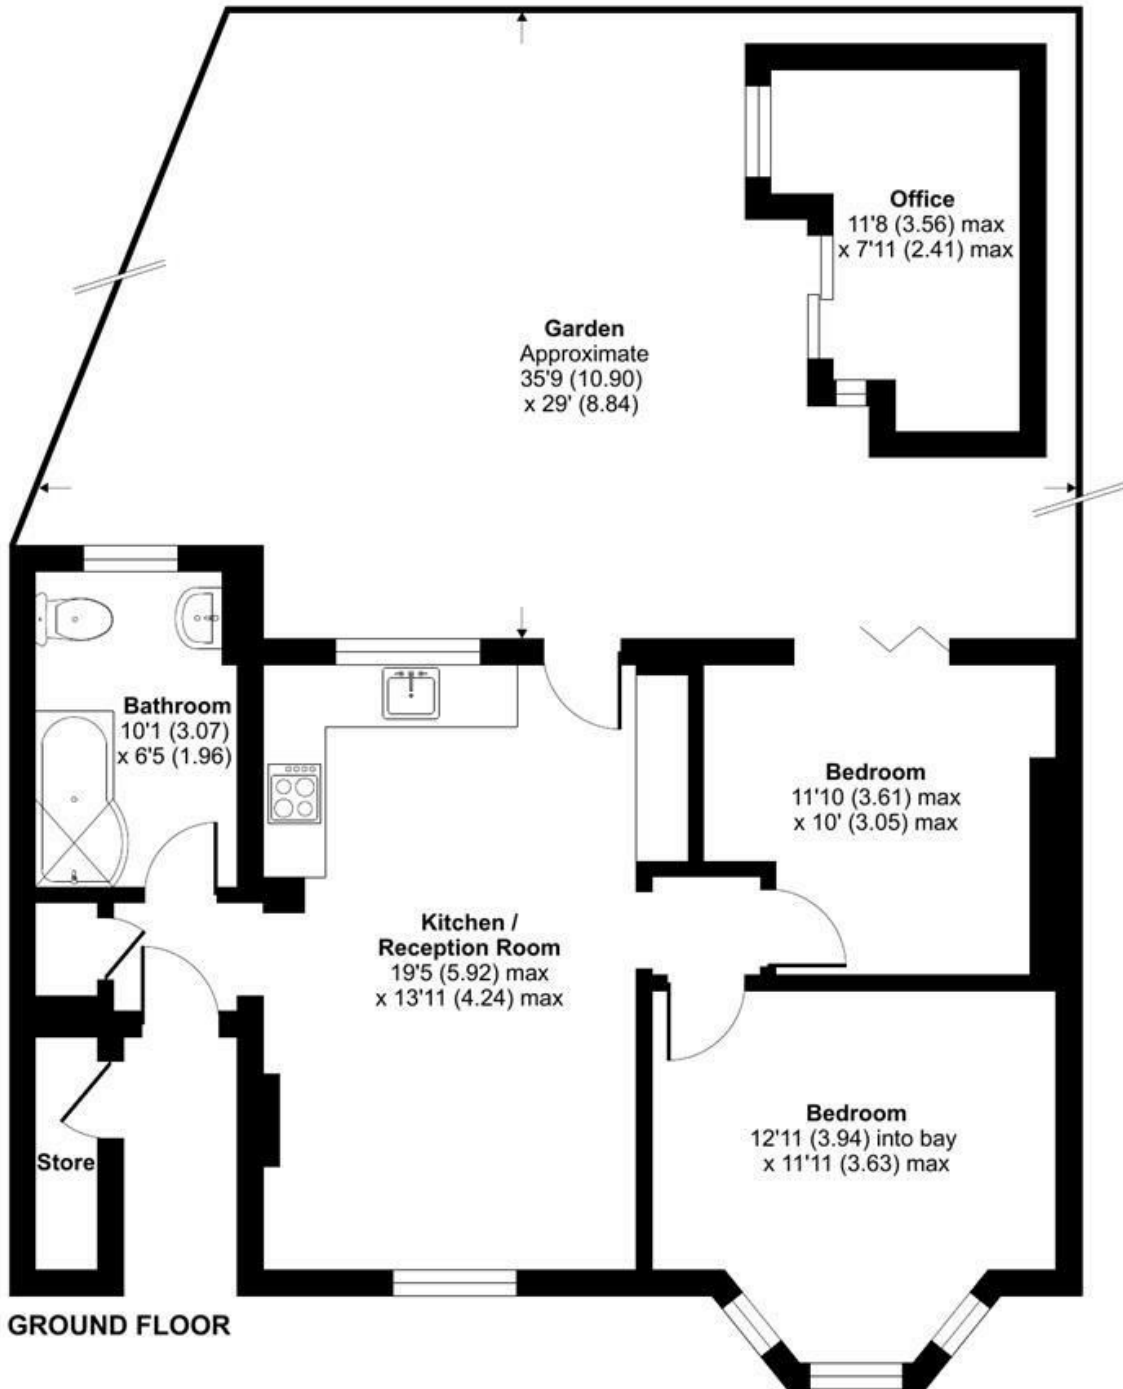 Office
11'8 (3.56) max
x 7'11 (2.41) max
Garden
Approximate
35'9 (10.90)
x 29' (8.84)
Bathroom
10'1 (3.07)
x 6'5 (1.96)
Bedroom
11'10 (3.61) max
x 10' (3.05) max
Kitchen /
Reception Room
19'5 (5.92) max
x 13'11 (4.24) max
Bedroom
12'11 (3.94) into bay
x 11'11 (3.63) max
Store
GROUND FLOOR